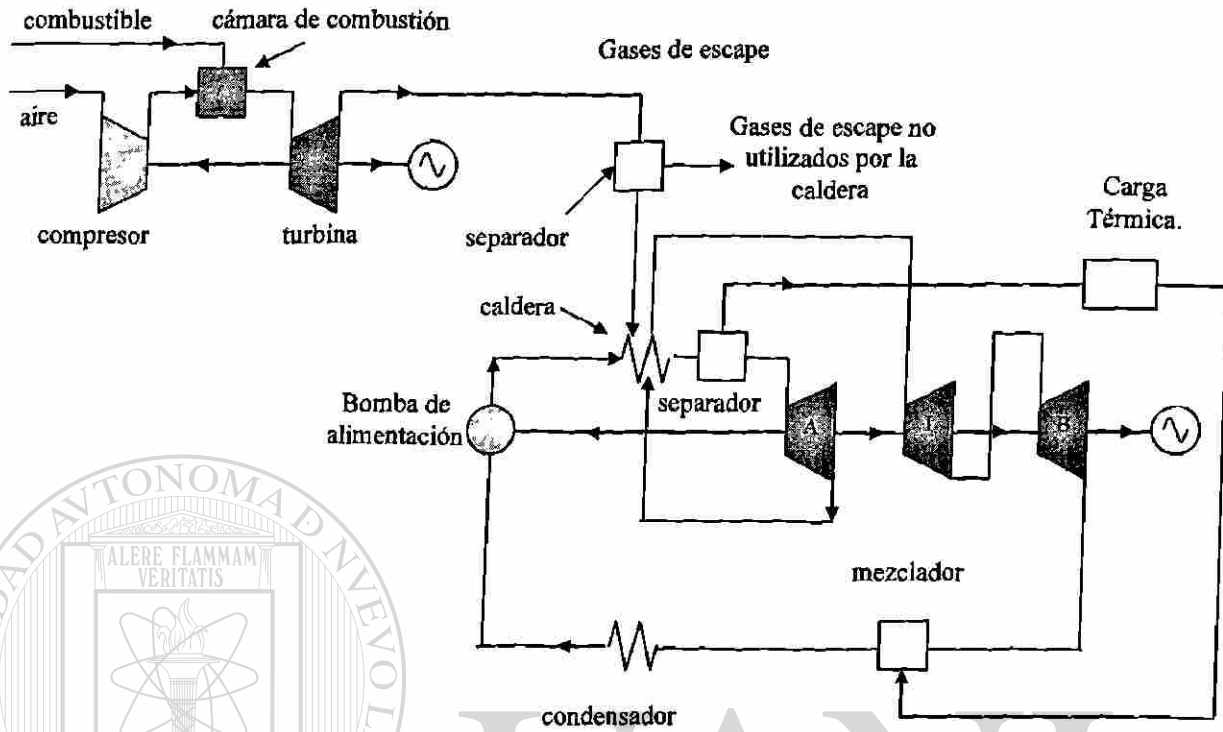 combustible
cámara de combustión
aire
compresor
turbina
Gases de escape
separador
Gases de escape no
utilizados por la
caldera
Carga
Térmica.
caldera
separador
Bomba de
alimentación
A
I
B
mezclador
condensador
ALERE FLAMMAM
VERITATIS